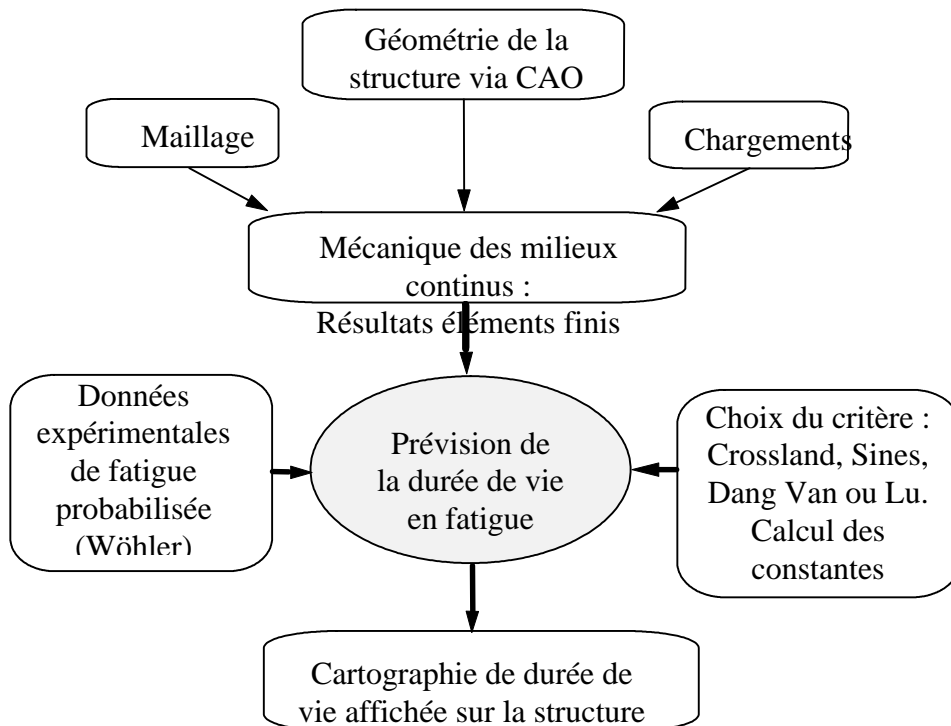 Géométrie de la
structure via CAO
Maillage
Chargements
Mécanique des milieux
continus :
Résultats éléments finis
Données
expérimentales
de fatigue
probabilisée
(Wöhler)
Prévision de
la durée de vie
en fatigue
Choix du critère :
Crossland, Sines,
Dang Van ou Lu.
Calcul des
constantes
Cartographie de durée de
vie affichée sur la structure